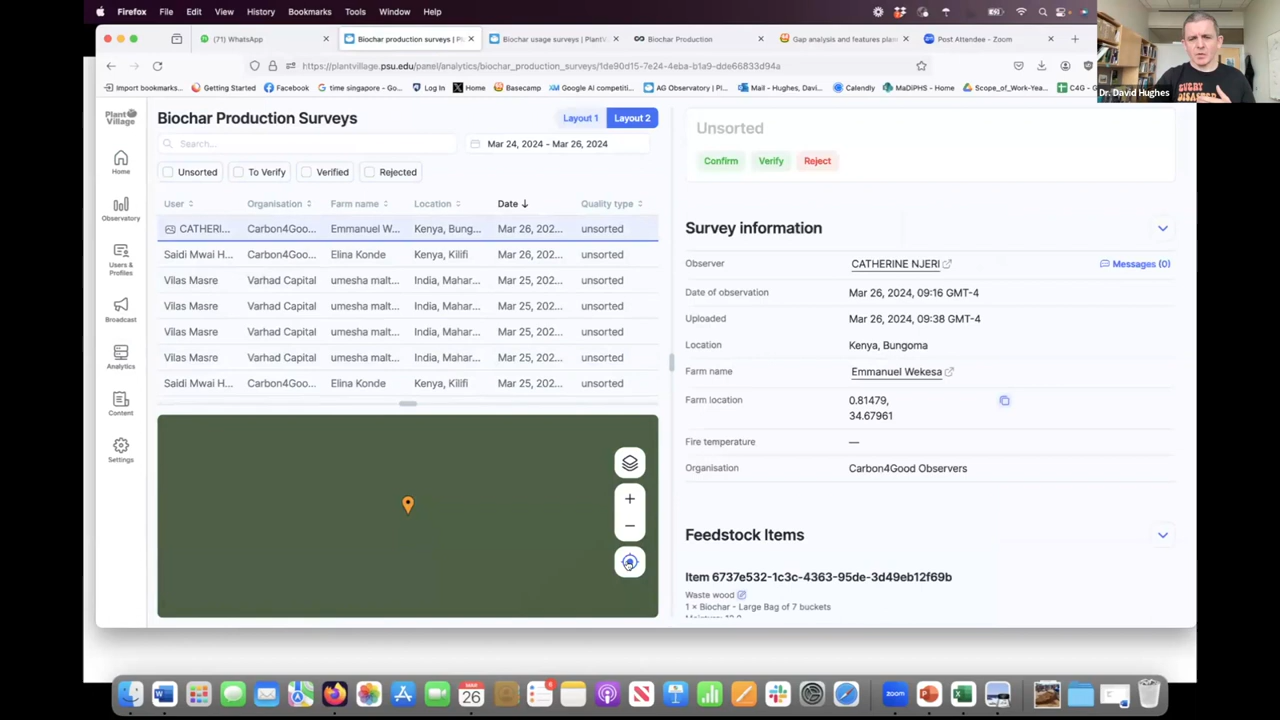 Firefox File Edit View History Bookmarks Tools Window Help
(71) WhatsApp
Biochar production surveys | Pl
Biochar usage surveys | PlantV
Biochar Production
Gap analysis and features plas
Post Attendee - Zoom
https://plantvillage.psu.edu/panel/analytics/biochar_production_surveys/1de90d15-7e24-4eba-b1a9-dde66833d94a
Import bookmarks... Getting Started Facebook time singapore - Go... Basecamp Google AI competiti... Log In Home AG Observatory | Pl... Mail - Hughes, Davi... Calendly MaDiPHS - Home Scope_of_Work-Yea... C4G - G
EVERY
Dr. David Hughes
Plant Village
Home
Observatory
Users & Profiles
Broadcast
Analytics
Content
Settings
Biochar Production Surveys
Layout 1 Layout 2
Search...
Mar 24, 2024 - Mar 26, 2024
Unsorted To Verify Verified Rejected
User Organisation Farm name Location Date Quality type
CATHERI... Carbon4Goo... Emmanuel W... Kenya, Bung... Mar 26, 202... unsorted
Saidi Mwai H... Carbon4Goo... Elina Konde Kenya, Kilifi Mar 26, 202... unsorted
Vilas Masre Varhad Capital umesha malt... India, Mahar... Mar 25, 202... unsorted
Vilas Masre Varhad Capital umesha malt... India, Mahar... Mar 25, 202... unsorted
Vilas Masre Varhad Capital umesha malt... India, Mahar... Mar 25, 202... unsorted
Vilas Masre Varhad Capital umesha malt... India, Mahar... Mar 25, 202... unsorted
Saidi Mwai H... Carbon4Goo... Elina Konde Kenya, Kilifi Mar 25, 202... unsorted
Unsorted
Confirm Verify Reject
Survey information
Observer CATHERINE NJERI Messages (0)
Date of observation Mar 26, 2024, 09:16 GMT-4
Uploaded Mar 26, 2024, 09:38 GMT-4
Location Kenya, Bungoma
Farm name Emmanuel Wekesa
Farm location 0.81479,
34.67961
Fire temperature —
Organisation Carbon4Good Observers
Feedstock Items
Item 6737e532-1c3c-4363-95de-3d49eb12f69b
Waste wood
1 × Biochar - Large Bag of 7 buckets
MAR
26
zoom